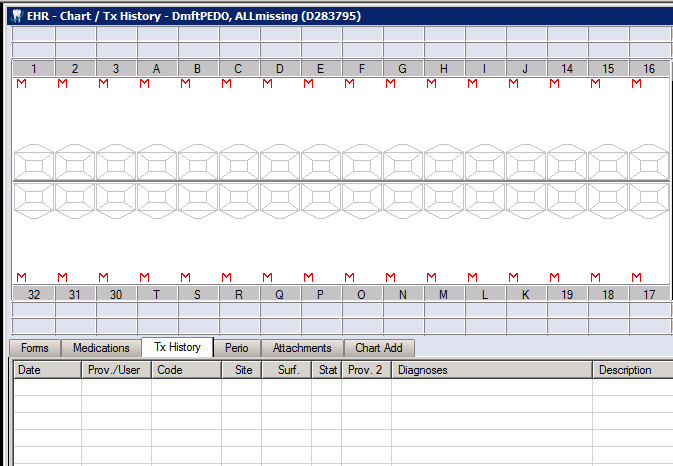 EHR - Chart / Tx History - DmftPEDO, ALLmissing (D283795)
1 2 3 A B C D E F G H I J 14 15 16
M M M M M M M M M M M M M M M M
M M M M M M M M M M M M M M M M
32 31 30 T S R Q P O N M L K 19 18 17
Forms Medications Tx History Perio Attachments Chart Add
Date Prov./User Code Site Surf. Stat Prov. 2 Diagnoses Description